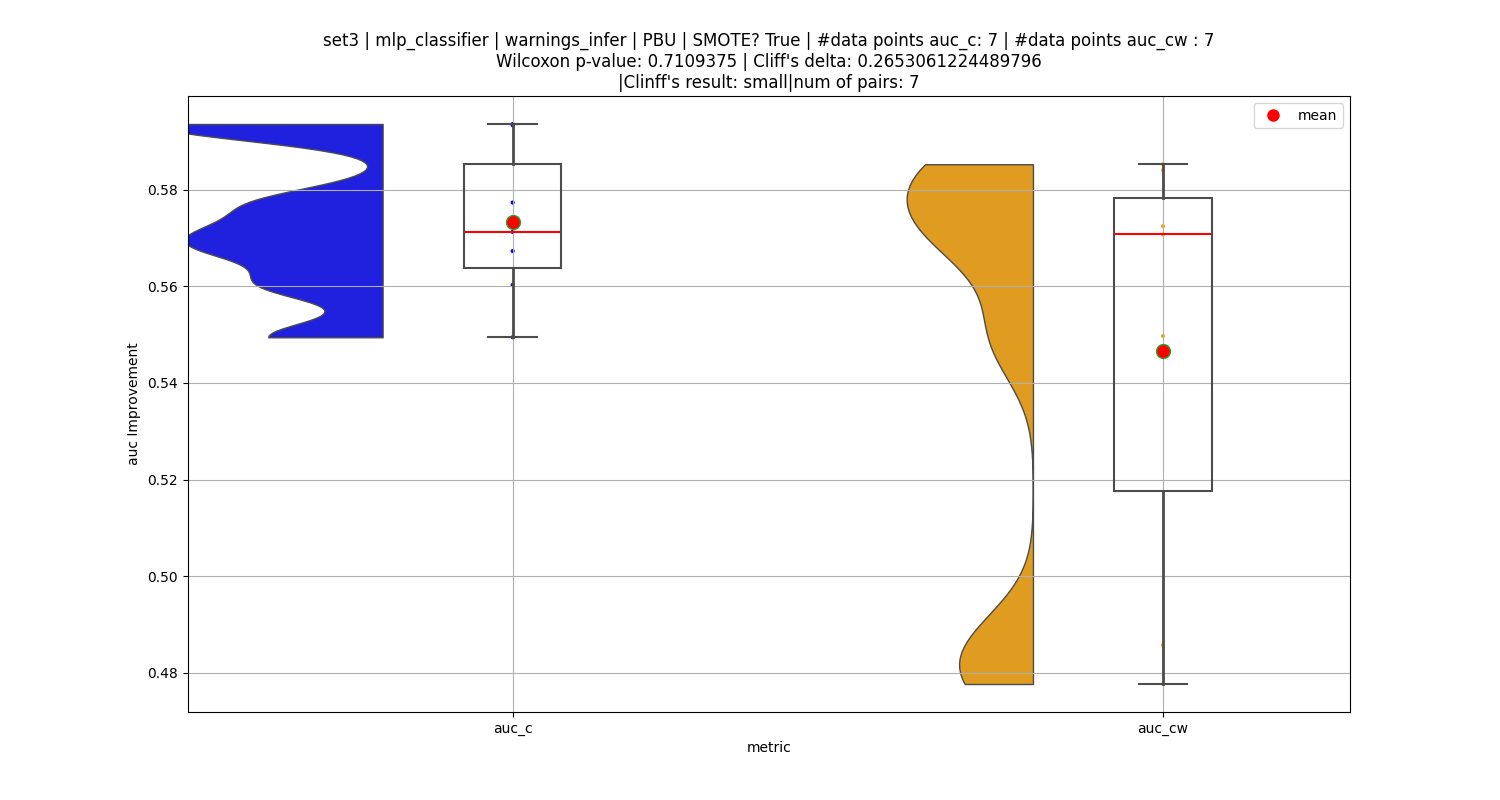 set3 | mlp_classifier | warnings_infer | PBU | SMOTE? True | #data points auc_c: 7 | #data points auc_cw : 7
Wilcoxon p-value: 0.7109375 | Cliff's delta: 0.2653061224489796
|Clinff's result: small|num of pairs: 7
mean
0.58
0.56
0.54
0.52
0.50
0.48
auc Improvement
auc_c
auc_cw
metric